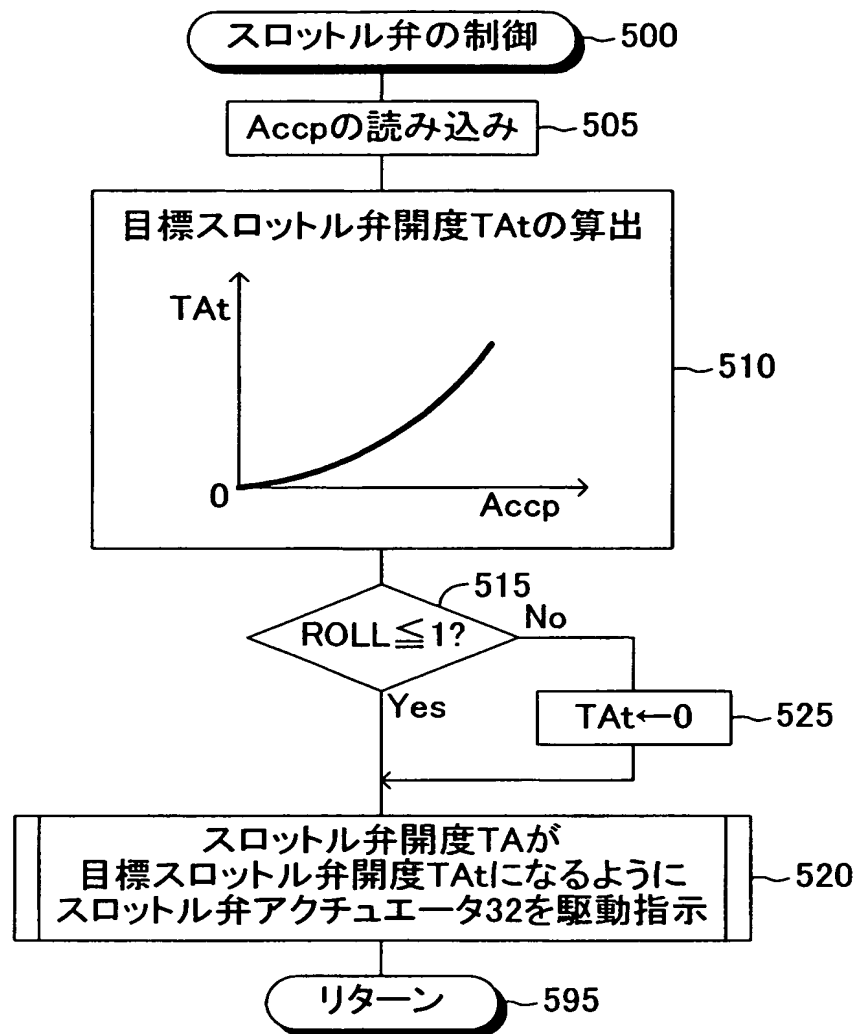 スロットル弁の制御
500
Accpの読み込み
505
目標スロットル弁開度TAtの算出
TAt
0
Accp
510
515
ROLL≦1?
No
Yes
TAt←0
525
スロットル弁開度TAが
目標スロットル弁開度TAtになるように
スロットル弁アクチュエータ32を駆動指示
520
リターン
595